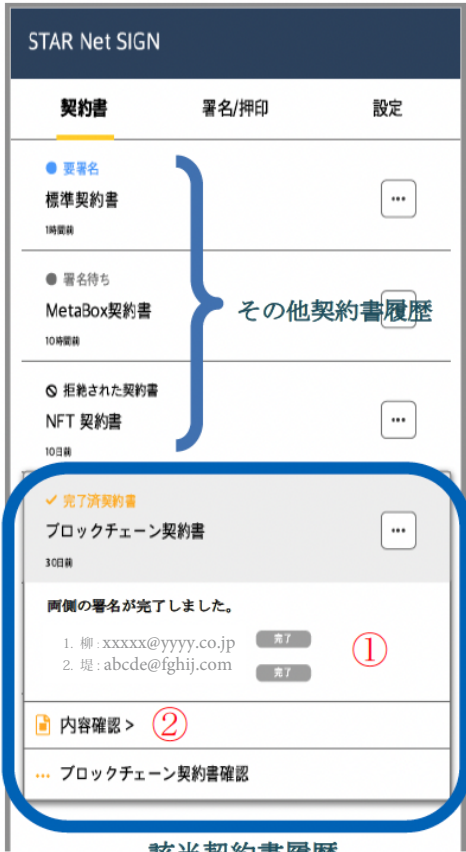 STAR Net SIGN
契約書 署名/押印 設定
要署名
標準契約書
1時間前
署名待ち
MetaBox契約書
その他契約書履歴
10時間前
拒絶された契約書
NFT 契約書
10日前
完了済契約書
ブロックチェーン契約書
30日前
両側の署名が完了しました。
1. 柳 : xxxxx@yyyy.co.jp 完了
①
2. 堤 : abcde@fghij.com 完了
内容確認 > ②
ブロックチェーン契約書確認
該当契約書履歴